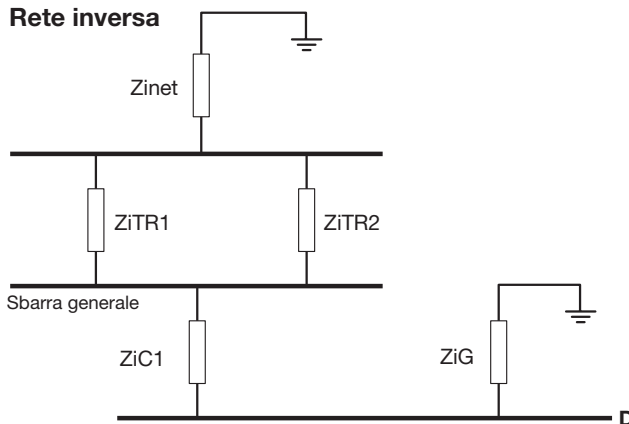 Rete inversa
Zinet
ZiTR1
ZiTR2
Sbarra generale
ZiC1
ZiG
D